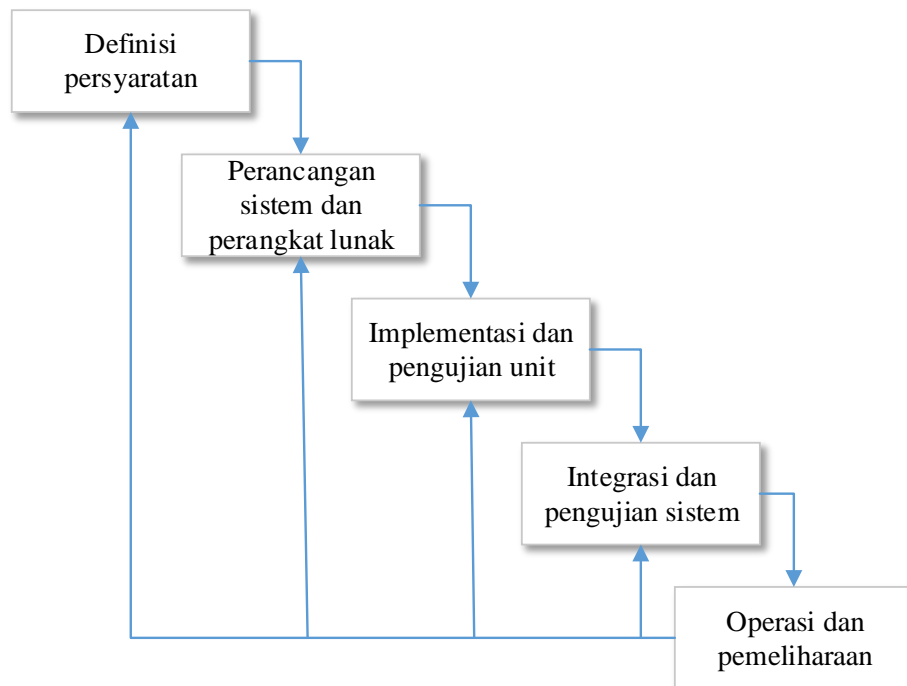 Definisi
persyaratan
Perancangan
sistem dan
perangkat lunak
Implementasi dan
pengujian unit
Integrasi dan
pengujian sistem
Operasi dan
pemeliharaan